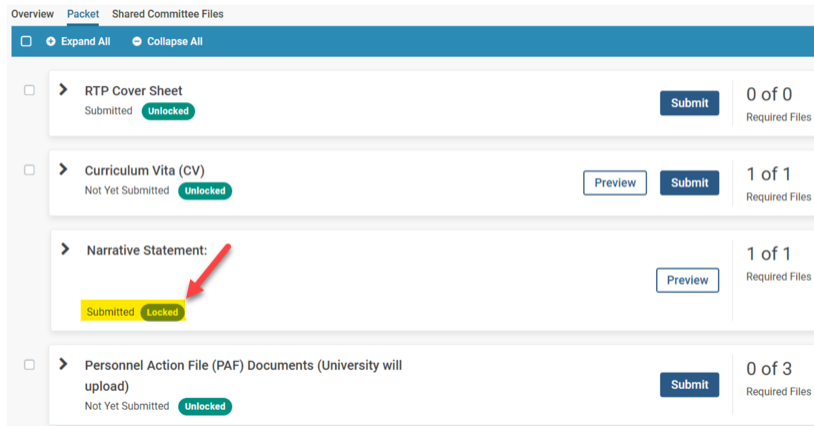 Overview Packet Shared Committee Files
Expand All Collapse All
RTP Cover Sheet
Submitted Unlocked
Submit
0 of 0
Required Files
Curriculum Vita (CV)
Not Yet Submitted Unlocked
Preview Submit
1 of 1
Required Files
Narrative Statement:
Submitted Locked
Preview
1 of 1
Required Files
Personnel Action File (PAF) Documents (University will
upload)
Not Yet Submitted Unlocked
Submit
0 of 3
Required Files